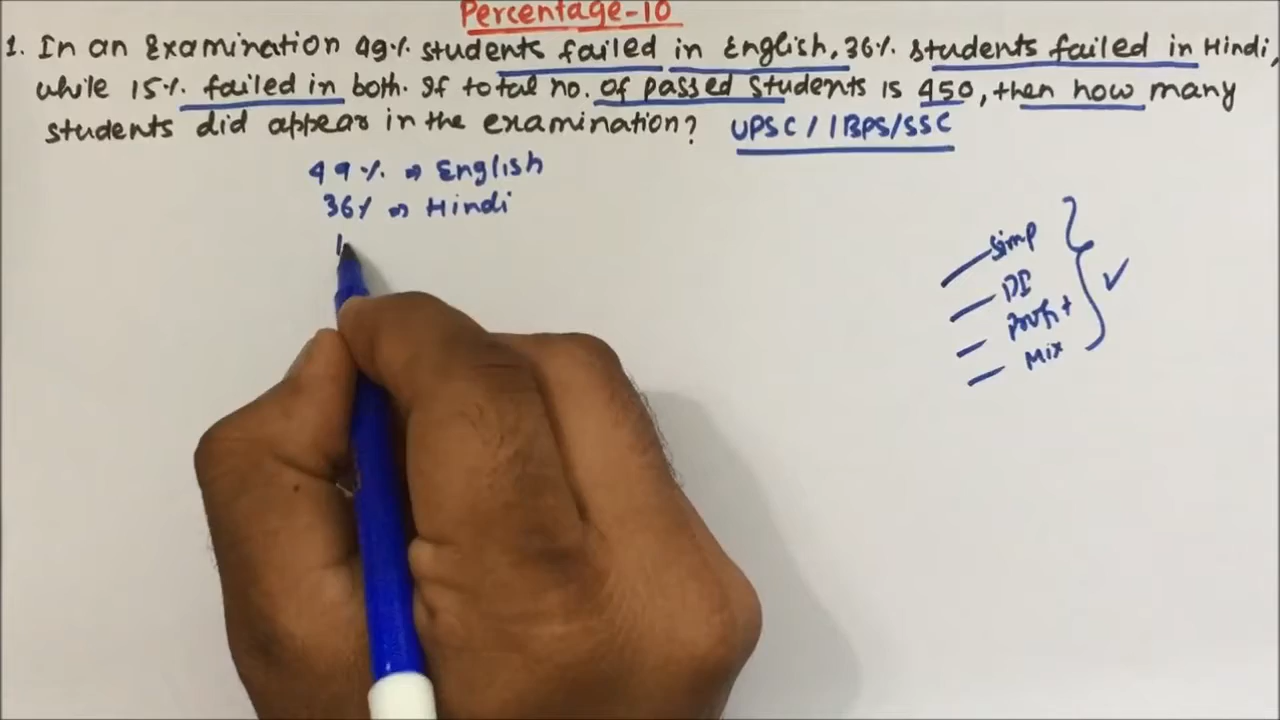 Percentage-10
1. In an Examination 49% students failed in English, 36% students failed in Hindi,
while 15% failed in both. If total no. of passed students is 450, then how many
students did appear in the examination? UPSC / IBPS/SSC
49% ⇒ English
36% ⇒ Hindi
1
Simp
DI
Profit
Mix